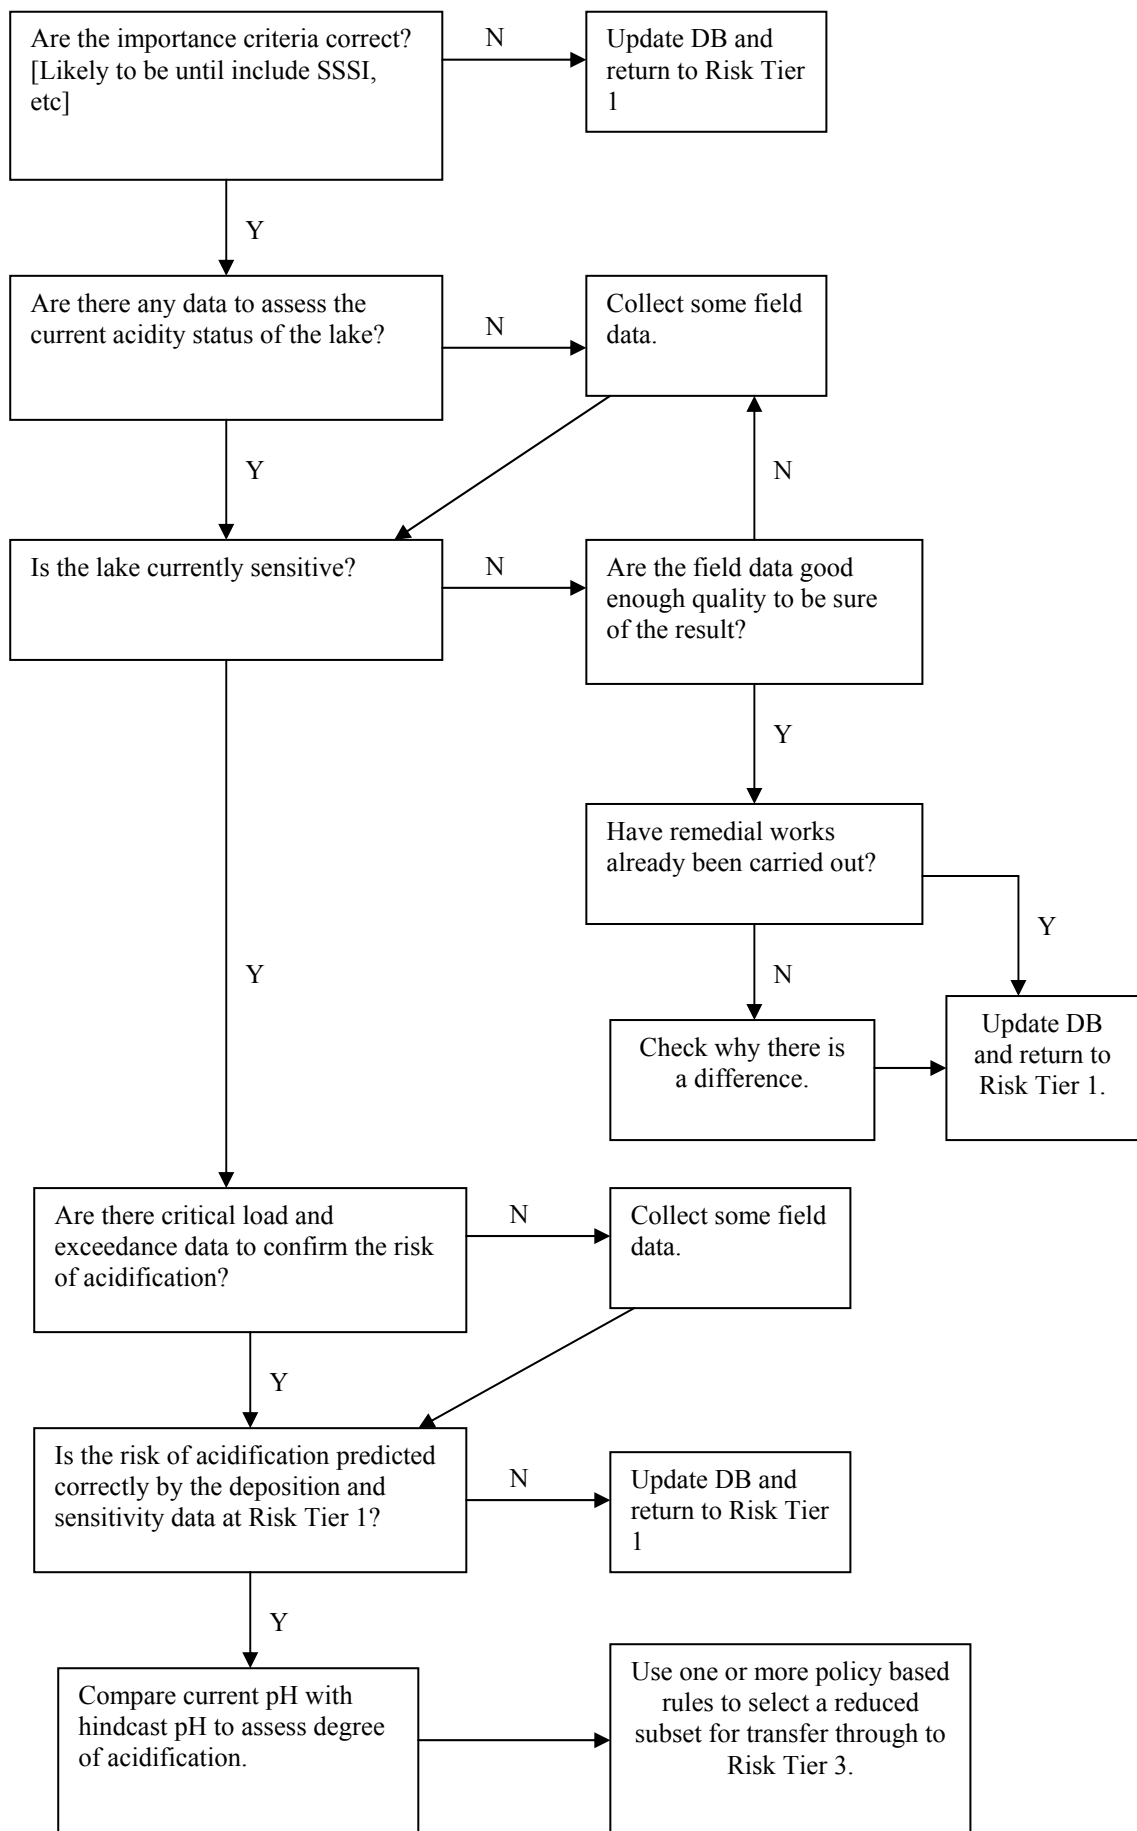 Are the importance criteria correct?
[Likely to be until include SSSI,
etc]
N
Update DB and
return to Risk Tier
1
Y
Are there any data to assess the
current acidity status of the lake?
N
Collect some field
data.
Y
N
Is the lake currently sensitive?
N
Are the field data good
enough quality to be sure
of the result?
Y
Have remedial works
already been carried out?
Y
N
Y
Check why there is
a difference.
Update DB
and return to
Risk Tier 1.
Are there critical load and
exceedance data to confirm the risk
of acidification?
N
Collect some field
data.
Y
Is the risk of acidification predicted
correctly by the deposition and
sensitivity data at Risk Tier 1?
N
Update DB and
return to Risk Tier
1
Y
Compare current pH with
hindcast pH to assess degree
of acidification.
Use one or more policy based
rules to select a reduced
subset for transfer through to
Risk Tier 3.